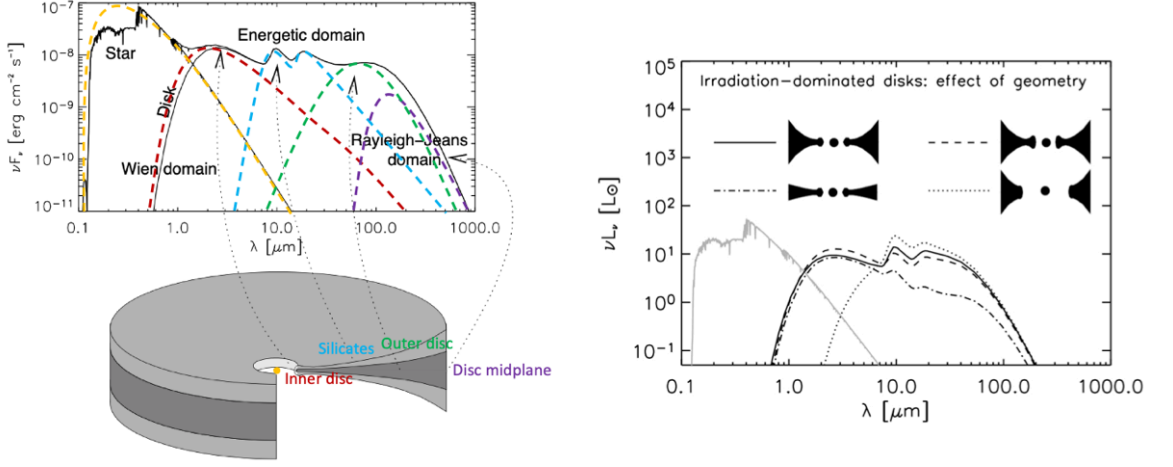 10⁻⁷
10⁻⁸
10⁻⁹
10⁻¹⁰
10⁻¹¹
νFᵥ [erg cm⁻² s⁻¹]
Star
Disk
Energetic domain
Wien domain
Rayleigh-Jeans
domain
0.1 1.0 10.0 100.0 1000.0
λ [μm]
Silicates
Outer disc
Inner disc
Disc midplane
10⁵
10⁴
10³
10²
10¹
10⁰
10⁻¹
νLᵥ [L⊙]
Irradiation-dominated disks: effect of geometry
0.1 1.0 10.0 100.0 1000.0
λ [μm]